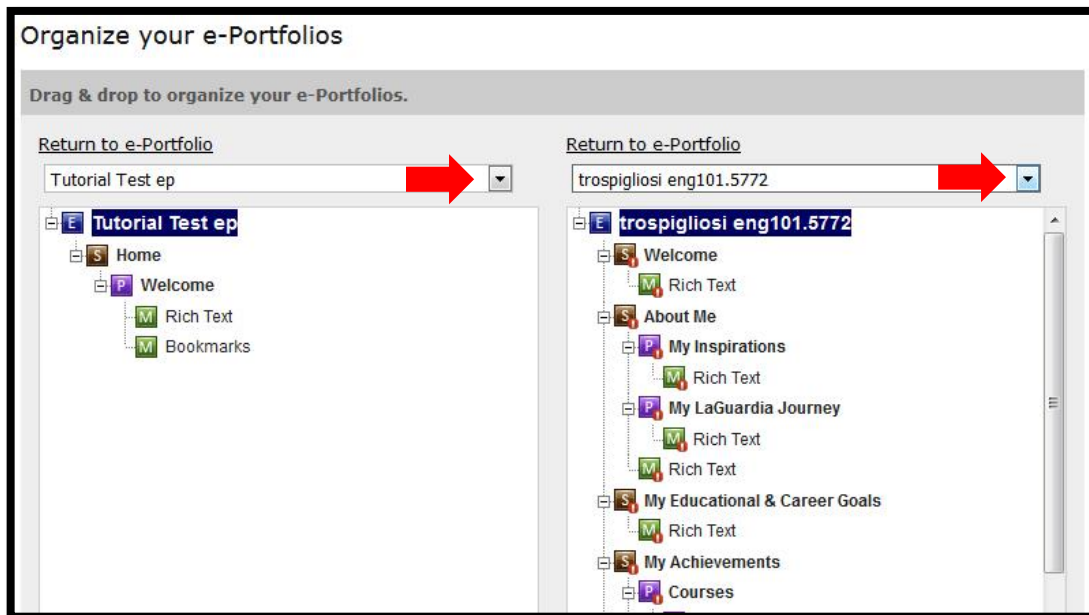 Organize your e-Portfolios
Drag & drop to organize your e-Portfolios.
Return to e-Portfolio
Tutorial Test ep
E Tutorial Test ep
S Home
P Welcome
M Rich Text
M Bookmarks
Return to e-Portfolio
trospigliosi eng101.5772
E trospigliosi eng101.5772
S Welcome
M Rich Text
S About Me
P My Inspirations
M Rich Text
P My LaGuardia Journey
M Rich Text
M Rich Text
S My Educational & Career Goals
M Rich Text
S My Achievements
P Courses